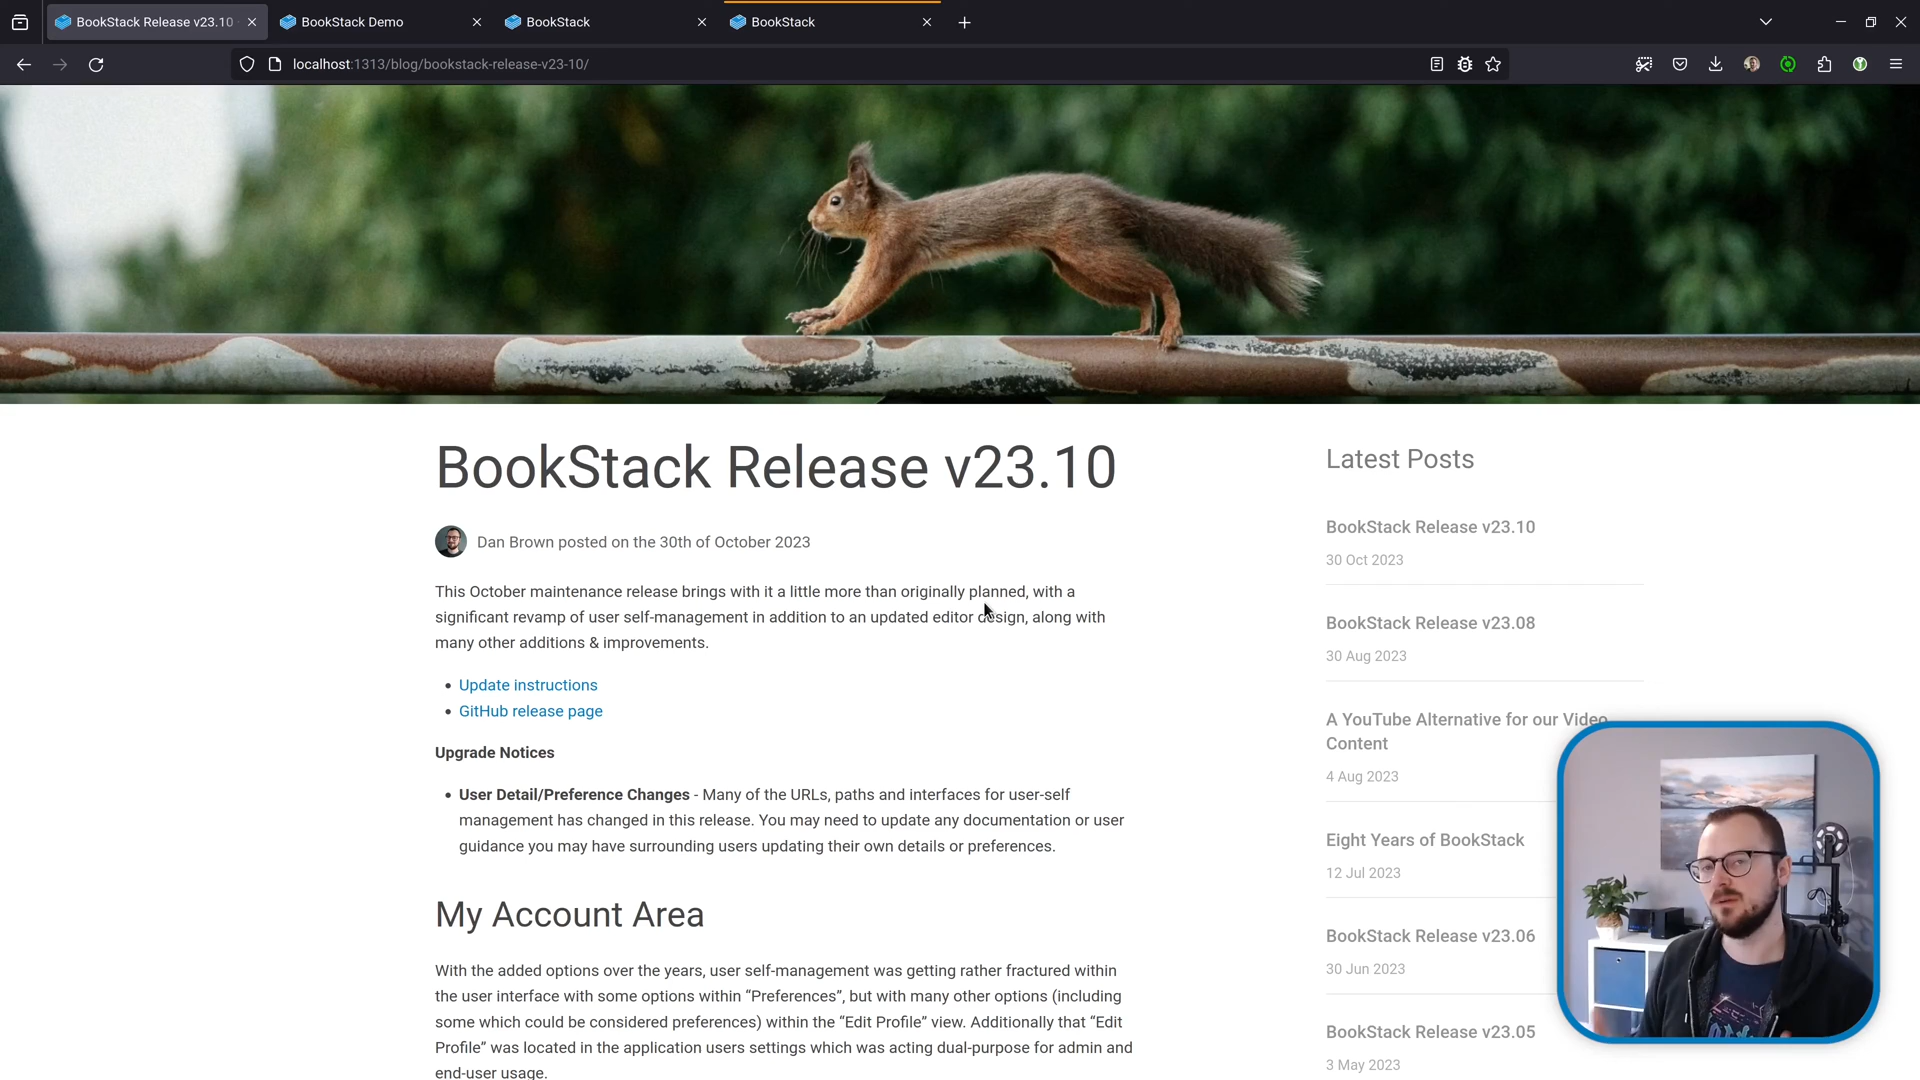 BookStack Release v23.10
BookStack Demo
BookStack
BookStack
localhost:1313/blog/bookstack-release-v23-10/
BookStack Release v23.10
Dan Brown posted on the 30th of October 2023
This October maintenance release brings with it a little more than originally planned, with a
significant revamp of user self-management in addition to an updated editor design, along with
many other additions & improvements.
• Update instructions
• GitHub release page
Upgrade Notices
• User Detail/Preference Changes - Many of the URLs, paths and interfaces for user-self
management has changed in this release. You may need to update any documentation or user
guidance you may have surrounding users updating their own details or preferences.
My Account Area
With the added options over the years, user self-management was getting rather fractured within
the user interface with some options within “Preferences”, but with many other options (including
some which could be considered preferences) within the “Edit Profile” view. Additionally that “Edit
Profile” was located in the application users settings which was acting dual-purpose for admin and
end-user usage.
Latest Posts
BookStack Release v23.10
30 Oct 2023
BookStack Release v23.08
30 Aug 2023
A YouTube Alternative for our Video
Content
4 Aug 2023
Eight Years of BookStack
12 Jul 2023
BookStack Release v23.06
30 Jun 2023
BookStack Release v23.05
3 May 2023